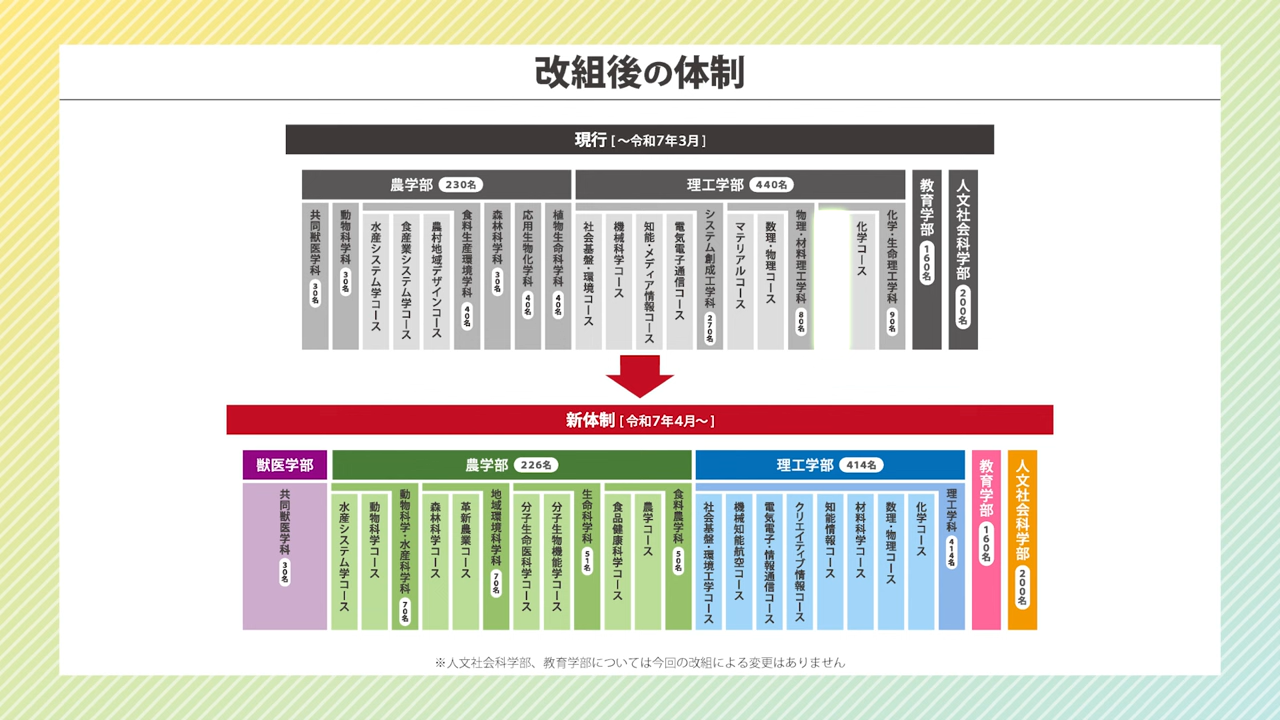 改組後の体制
現行 [～令和7年3月]
農学部 230名
理工学部 440名
教育学部 160名
人文社会科学部 200名
共同獣医学科 30名
動物科学科 30名
水産システム学コース
食産業システム学コース
農村地域デザインコース
食料生産環境学科 40名
森林科学科 30名
応用生物化学科 40名
植物生命科学科 40名
社会基盤・環境コース
機械科学コース
知能・メディア情報コース
電気電子通信コース
システム創成工学科 270名
マテリアルコース
数理・物理コース
物理・材料理工学科 80名
化学コース
化学・生命理工学科 90名
新体制 [令和7年4月～]
獣医学部
農学部 226名
理工学部 414名
教育学部 160名
人文社会科学部 200名
共同獣医学科 30名
水産システム学コース
動物科学コース
動物科学・水産科学科 70名
森林科学コース
革新農業コース
地域環境科学科 70名
分子生命医科学コース
分子生物機能学コース
生命科学科 51名
食品健康科学コース
農学コース
食料農学科 50名
社会基盤・環境工学コース
機械知能航空コース
電気電子・情報通信コース
クリエイティブ情報コース
知能情報コース
材料科学コース
数理・物理コース
化学コース
理工学科 414名
※人文社会科学部、教育学部については今回の改組による変更はありません